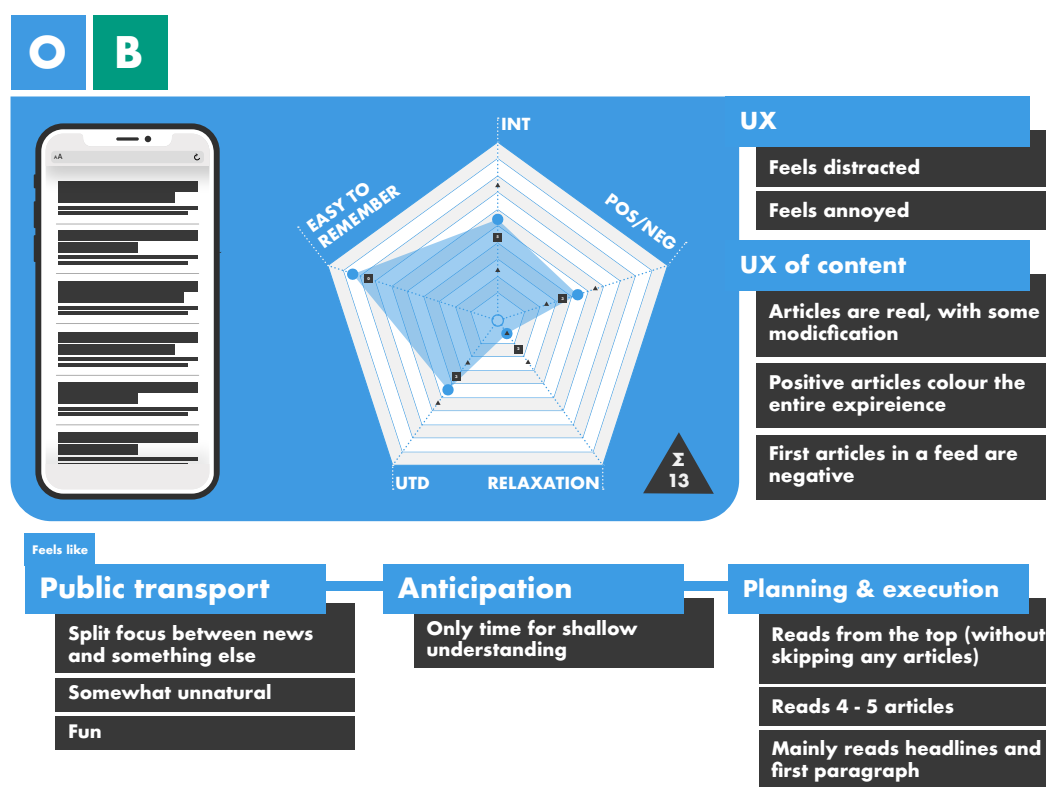 O B
AA
INT
EASY TO
REMEMBER
POS/NEG
UTD
RELAXATION
Σ
13
UX
Feels distracted
Feels annoyed
UX of content
Articles are real, with some
modicfication
Positive articles colour the
entire expireience
First articles in a feed are
negative
Feels like
Public transport
Split focus between news
and something else
Somewhat unnatural
Fun
Anticipation
Only time for shallow
understanding
Planning & execution
Reads from the top (without
skipping any articles)
Reads 4 - 5 articles
Mainly reads headlines and
first paragraph